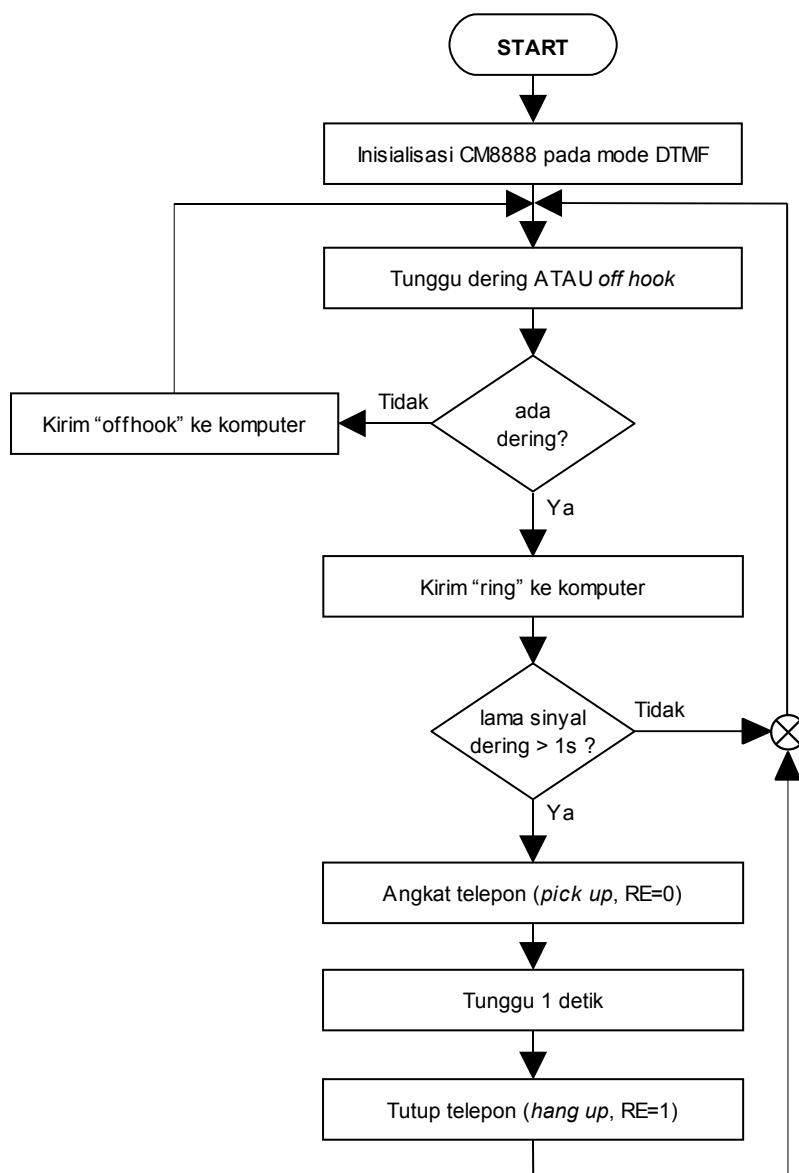 START
Inisialisasi CM8888 pada mode DTMF
Tunggu dering ATAU off hook
ada
dering?
Tidak
Kirim “offhook” ke komputer
Ya
Kirim “ring” ke komputer
lama sinyal
dering > 1s ?
Tidak
Ya
Angkat telepon (pick up, RE=0)
Tunggu 1 detik
Tutup telepon (hang up, RE=1)